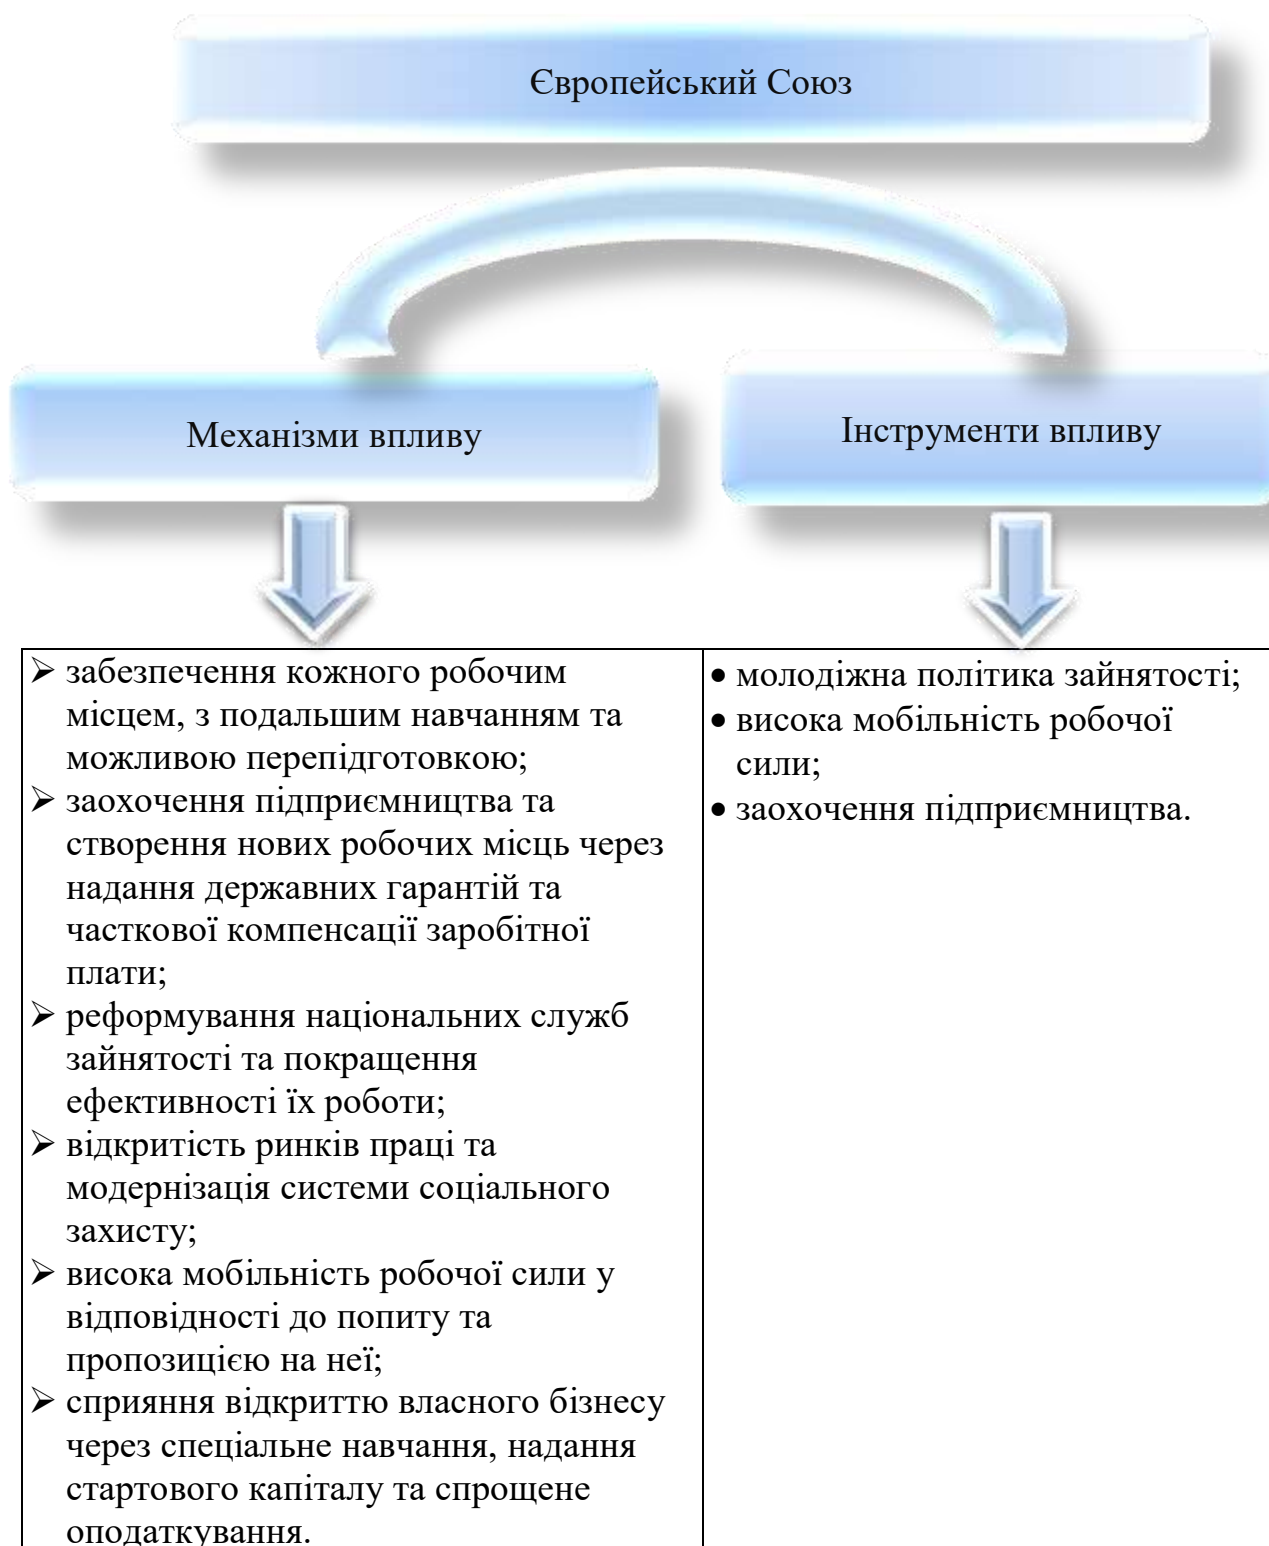 Європейський Союз
Механізми впливу
Інструменти впливу
➢ забезпечення кожного робочим
місцем, з подальшим навчанням та
можливою перепідготовкою;
➢ заохочення підприємництва та
створення нових робочих місць через
надання державних гарантій та
часткової компенсації заробітної
плати;
➢ реформування національних служб
зайнятості та покращення
ефективності їх роботи;
➢ відкритість ринків праці та
модернізація системи соціального
захисту;
➢ висока мобільність робочої сили у
відповідності до попиту та
пропозицією на неї;
➢ сприяння відкриттю власного бізнесу
через спеціальне навчання, надання
стартового капіталу та спрощене
оподаткування.
• молодіжна політика зайнятості;
• висока мобільність робочої
сили;
• заохочення підприємництва.